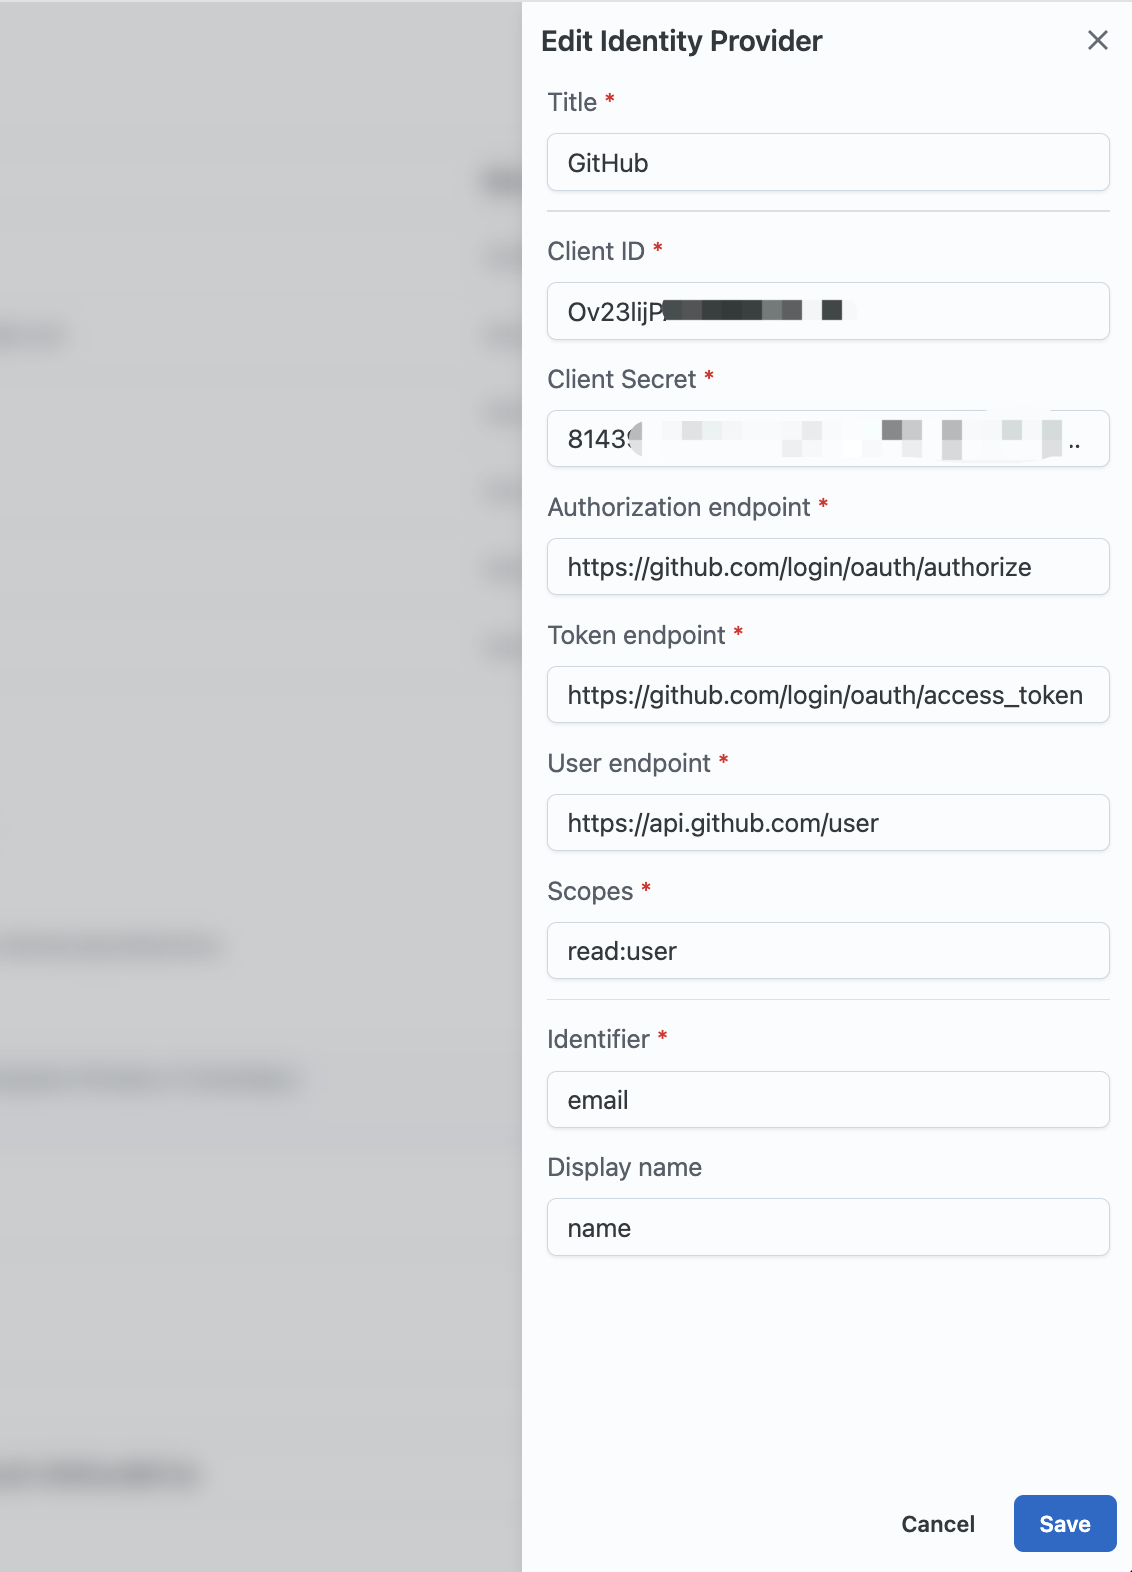 Edit Identity Provider
Title *
GitHub
Client ID *
Ov23lijP
Client Secret *
8143 ..
Authorization endpoint *
https://github.com/login/oauth/authorize
Token endpoint *
https://github.com/login/oauth/access_token
User endpoint *
https://api.github.com/user
Scopes *
read:user
Identifier *
email
Display name
name
Cancel
Save